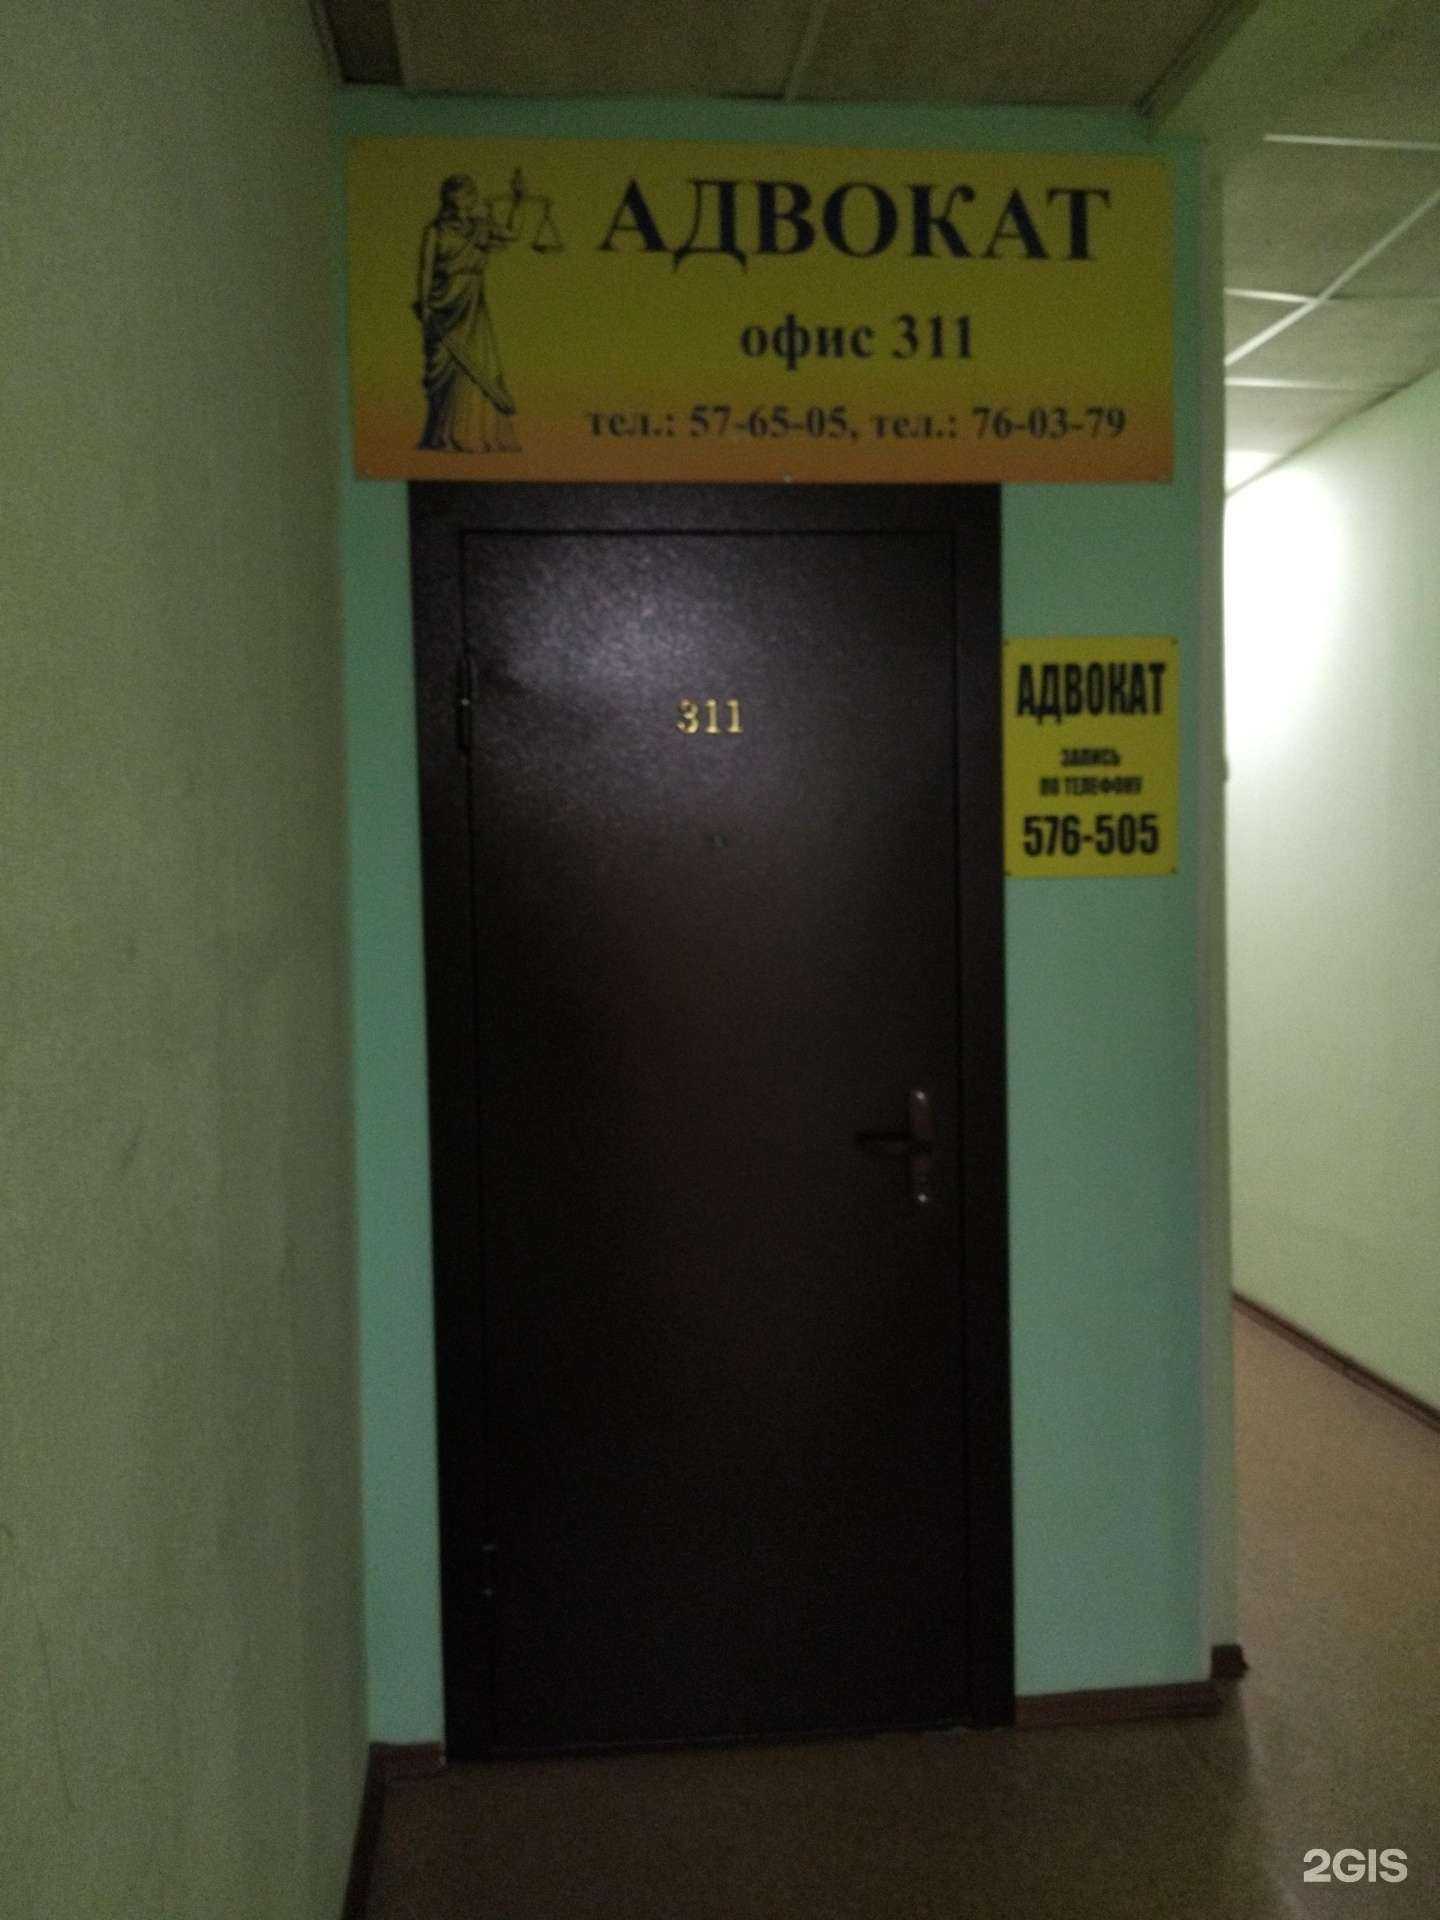 АДВОКАТ
офис 311
тел.: 57-65-05, тел.: 76-03-79
311
АДВОКАТ
ЗАПИСЬ
ПО ТЕЛЕФОНУ
576-505
2GIS